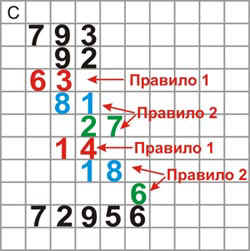 С
793
92
63 Правило 1
81
27 Правило 2
14 Правило 1
18
6 Правило 2
72956